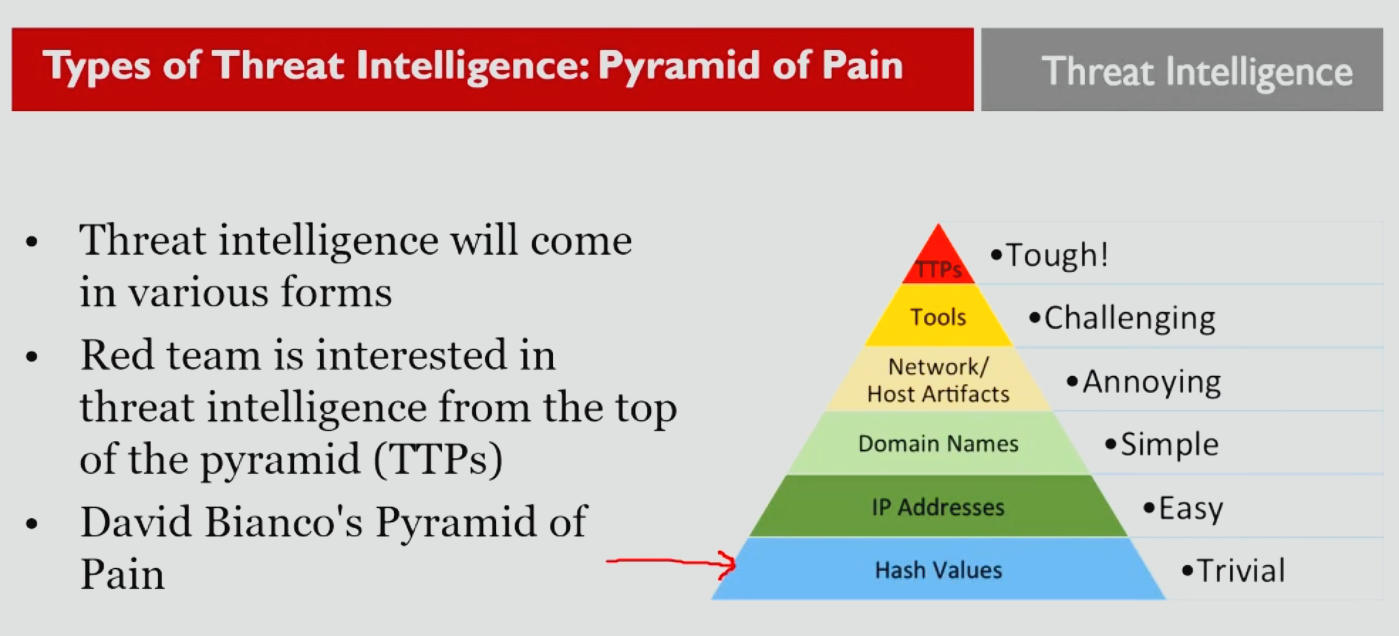 Types of Threat Intelligence: Pyramid of Pain
Threat Intelligence
• Threat intelligence will come
in various forms
• Red team is interested in
threat intelligence from the top
of the pyramid (TTPs)
• David Bianco's Pyramid of
Pain
TTPs
•Tough!
Tools
•Challenging
Network/
Host Artifacts
•Annoying
Domain Names
•Simple
IP Addresses
•Easy
Hash Values
•Trivial